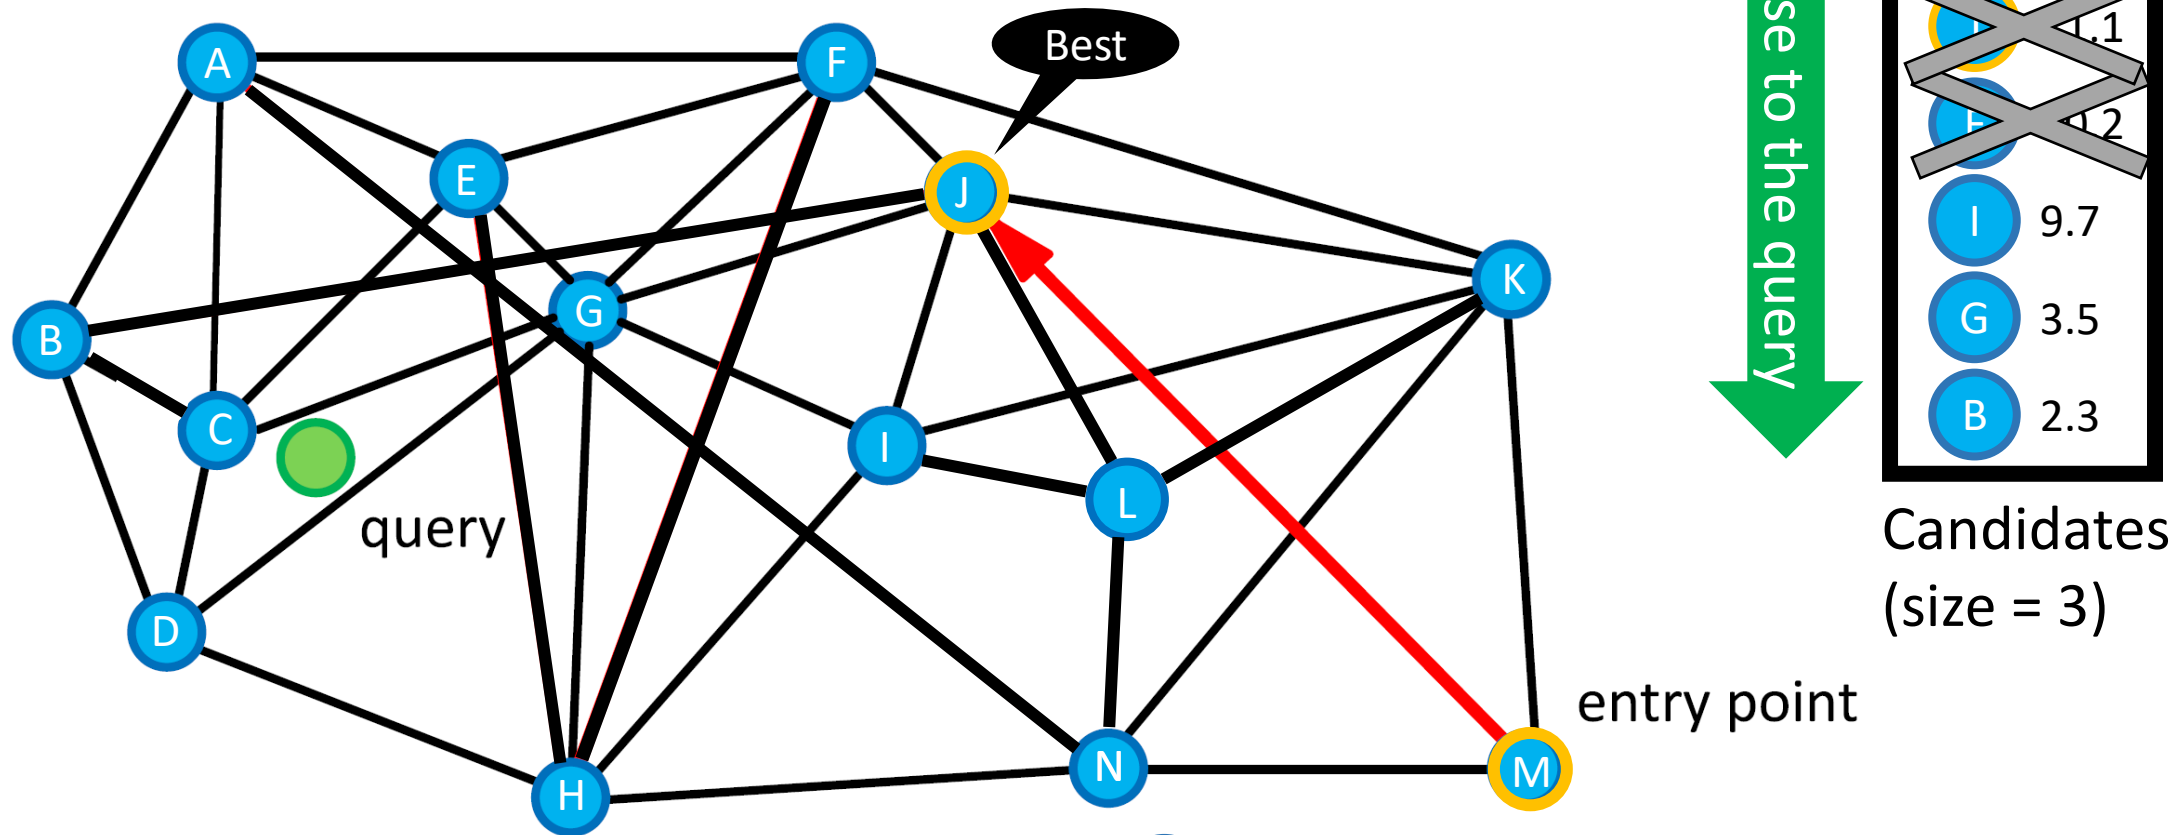 A
F
Best
E
J
K
G
B
C
I
L
query
D
entry point
H
N
M
se to the query
I 9.7
G 3.5
B 2.3
Candidates
(size = 3)